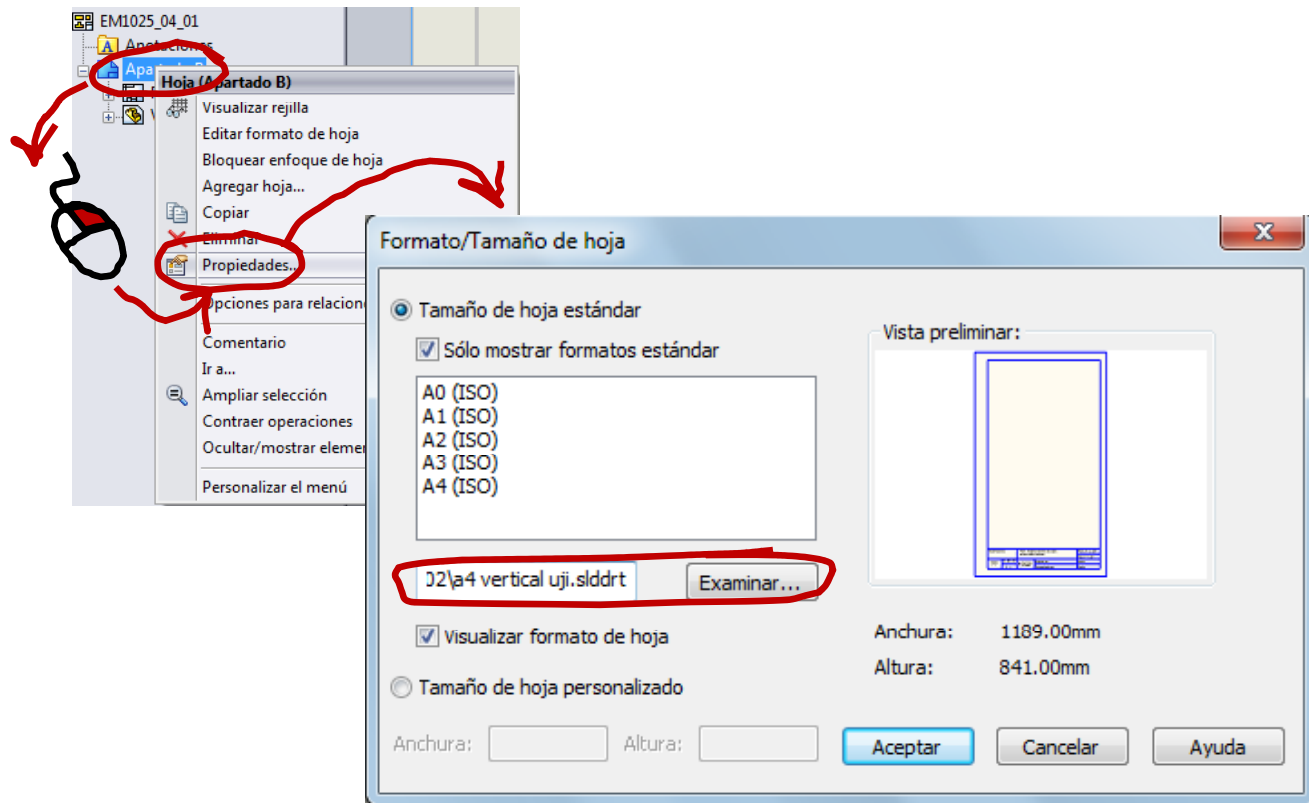 EM1025_04_01
Anotaciones
Apartado B
Hoja (Apartado B)
Visualizar rejilla
Editar formato de hoja
Bloquear enfoque de hoja
Agregar hoja...
Copiar
Eliminar
Propiedades...
Opciones para relacion
Comentario
Ir a...
Ampliar selección
Contraer operaciones
Ocultar/mostrar eleme
Personalizar el menú
Formato/Tamaño de hoja
Tamaño de hoja estándar
Sólo mostrar formatos estándar
A0 (ISO)
A1 (ISO)
A2 (ISO)
A3 (ISO)
A4 (ISO)
02\a4 vertical uji.slddrt
Examinar...
Visualizar formato de hoja
Tamaño de hoja personalizado
Anchura:
Altura:
Vista preliminar:
Anchura: 1189.00mm
Altura: 841.00mm
Aceptar
Cancelar
Ayuda